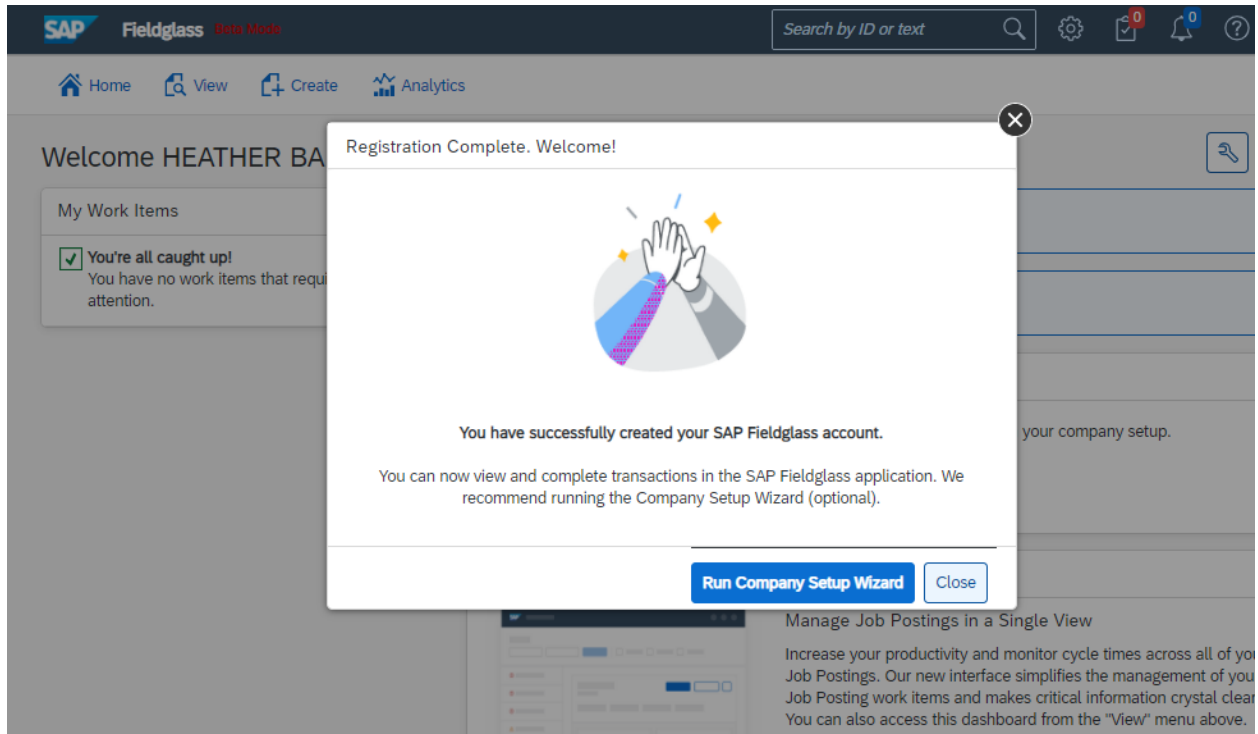 SAP Fieldglass Beta Mode
Search by ID or text
0
0
Home View Create Analytics
Welcome HEATHER BA
My Work Items
You're all caught up!
You have no work items that requi
attention.
Registration Complete. Welcome!
You have successfully created your SAP Fieldglass account.
You can now view and complete transactions in the SAP Fieldglass application. We
recommend running the Company Setup Wizard (optional).
Run Company Setup Wizard Close
your company setup.
SAP
Manage Job Postings in a Single View
Increase your productivity and monitor cycle times across all of you
Job Postings. Our new interface simplifies the management of you
Job Posting work items and makes critical information crystal clear
You can also access this dashboard from the "View" menu above.